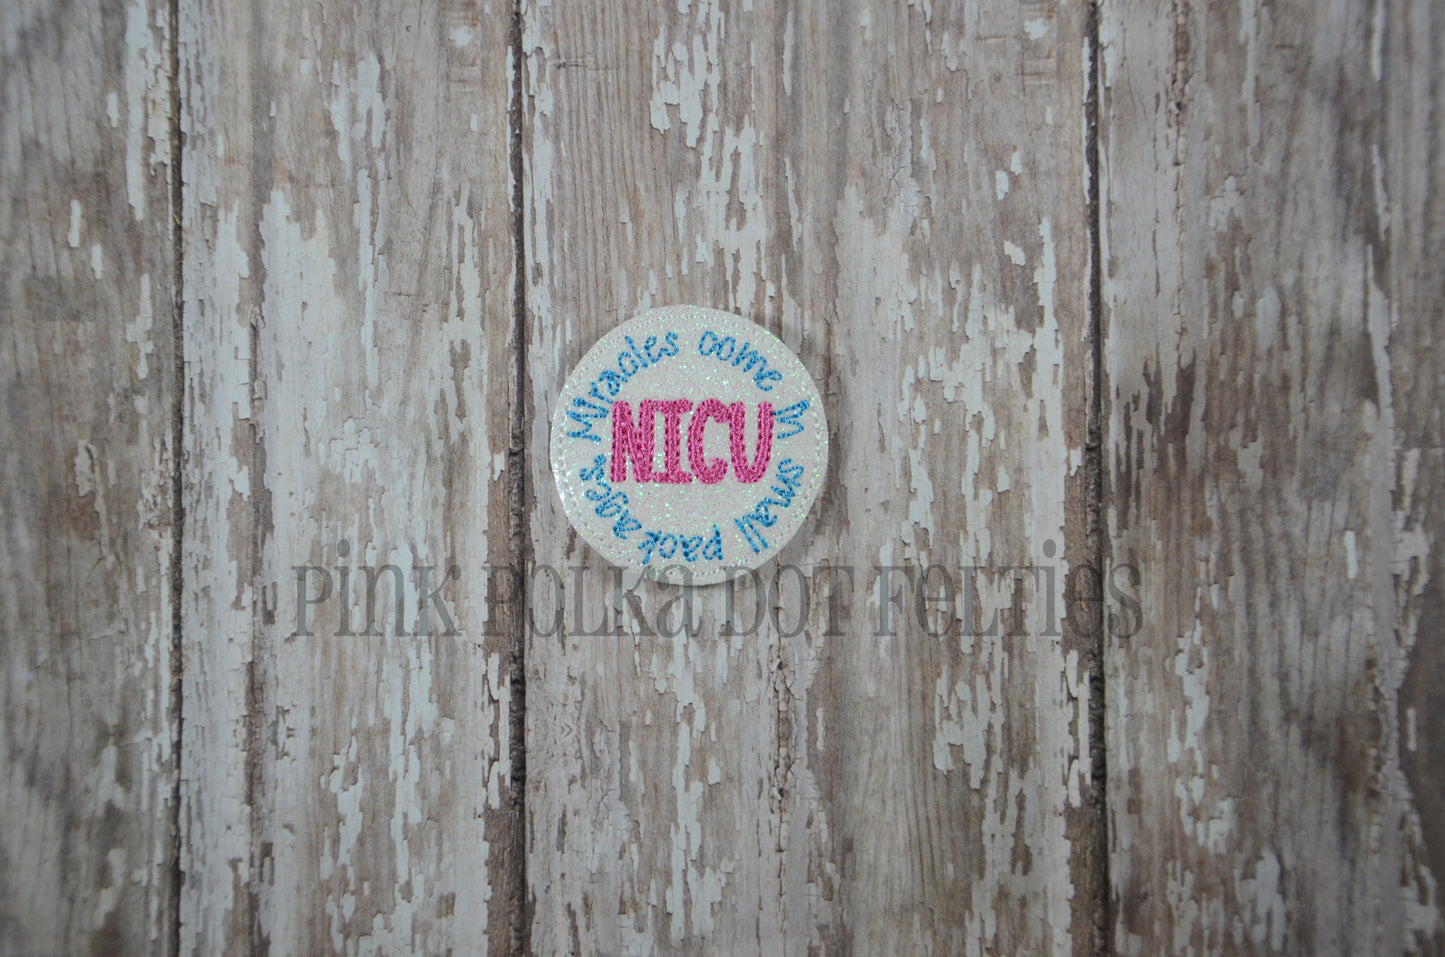 Miracles come in small packages
NICU
PINK POLKA DOT FELTIES